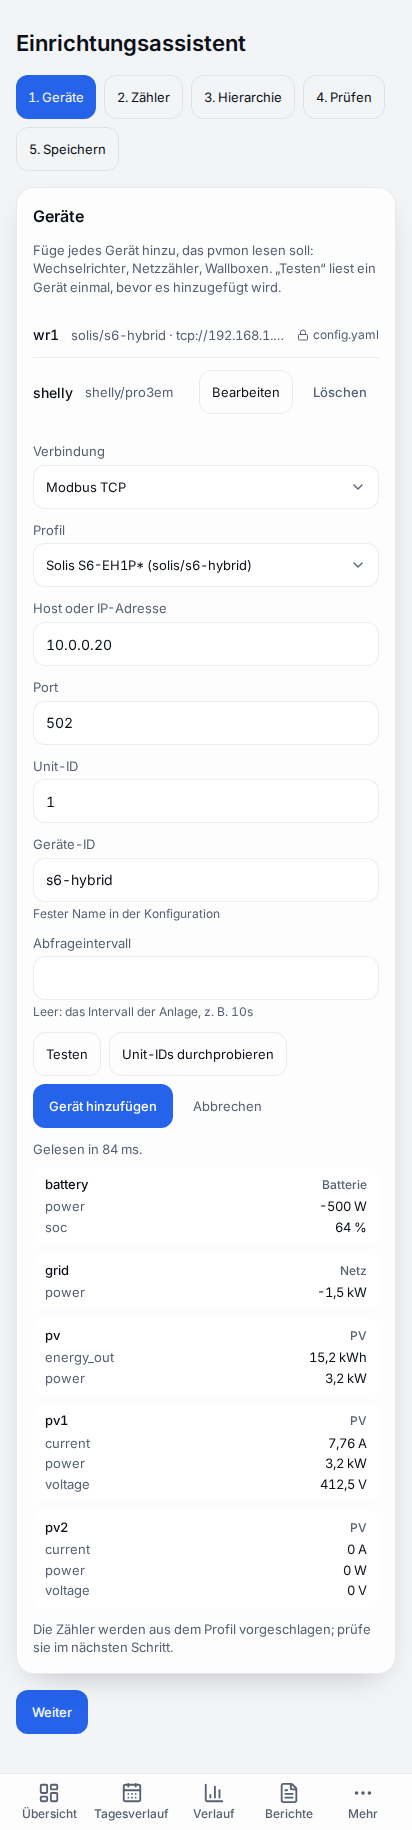 Einrichtungsassistent
1. Geräte
2. Zähler
3. Hierarchie
4. Prüfen
5. Speichern
Geräte
Füge jedes Gerät hinzu, das pvmon lesen soll:
Wechselrichter, Netzzähler, Wallboxen. „Testen“ liest ein
Gerät einmal, bevor es hinzugefügt wird.
wr1 solis/s6-hybrid · tcp://192.168.1.... config.yaml
shelly shelly/pro3em Bearbeiten Löschen
Verbindung
Modbus TCP
Profil
Solis S6-EH1P* (solis/s6-hybrid)
Host oder IP-Adresse
10.0.0.20
Port
502
Unit-ID
1
Geräte-ID
s6-hybrid
Fester Name in der Konfiguration
Abfrageintervall
Leer: das Intervall der Anlage, z. B. 10s
Testen Unit-IDs durchprobieren
Gerät hinzufügen Abbrechen
Gelesen in 84 ms.
battery Batterie
power -500 W
soc 64 %
grid Netz
power -1,5 kW
pv PV
energy_out 15,2 kWh
power 3,2 kW
pv1 PV
current 7,76 A
power 3,2 kW
voltage 412,5 V
pv2 PV
current 0 A
power 0 W
voltage 0 V
Die Zähler werden aus dem Profil vorgeschlagen; prüfe
sie im nächsten Schritt.
Weiter
Übersicht Tagesverlauf Verlauf Berichte Mehr